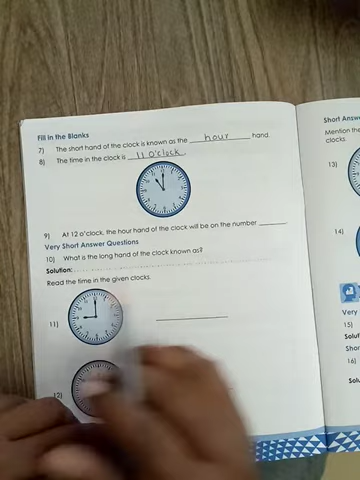 Fill in the Blanks
7) The short hand of the clock is known as the hour hand.
8) The time in the clock is 11 O'clock.
9) At 12 o'clock, the hour hand of the clock will be on the number ______.
Very Short Answer Questions
10) What is the long hand of the clock known as?
Solution:
Read the time in the given clocks.
11)
12)
Short Answ
Mention the
clocks.
13)
14)
Very
15)
Solut
Shor
16)
Solu